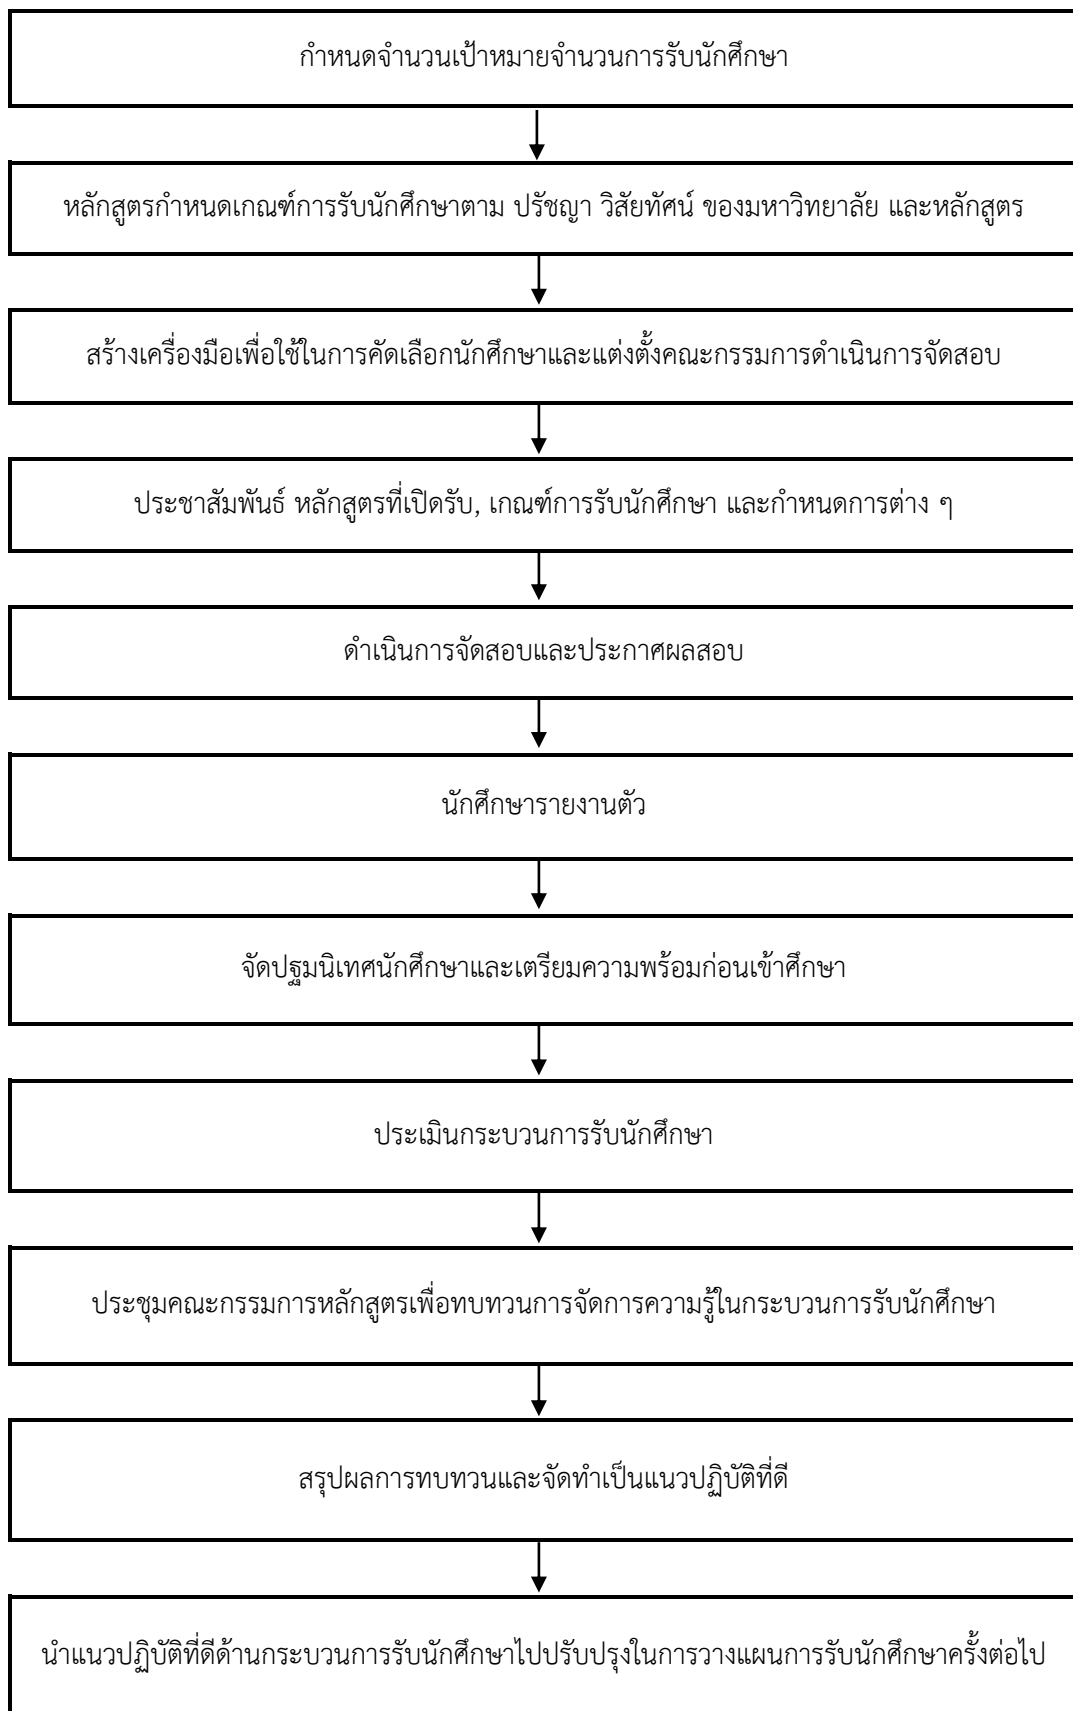 กำหนดจำนวนเป้าหมายจำนวนการรับนักศึกษา
หลักสูตรกำหนดเกณฑ์การรับนักศึกษาตาม ปรัชญา วิสัยทัศน์ ของมหาวิทยาลัย และหลักสูตร
สร้างเครื่องมือเพื่อใช้ในการคัดเลือกนักศึกษาและแต่งตั้งคณะกรรมการดำเนินการจัดสอบ
ประชาสัมพันธ์ หลักสูตรที่เปิดรับ, เกณฑ์การรับนักศึกษา และกำหนดการต่าง ๆ
ดำเนินการจัดสอบและประกาศผลสอบ
นักศึกษารายงานตัว
จัดปฐมนิเทศนักศึกษาและเตรียมความพร้อมก่อนเข้าศึกษา
ประเมินกระบวนการรับนักศึกษา
ประชุมคณะกรรมการหลักสูตรเพื่อทบทวนการจัดการความรู้ในกระบวนการรับนักศึกษา
สรุปผลการทบทวนและจัดทำเป็นแนวปฏิบัติที่ดี
นำแนวปฏิบัติที่ดีด้านกระบวนการรับนักศึกษาไปปรับปรุงในการวางแผนการรับนักศึกษาครั้งต่อไป